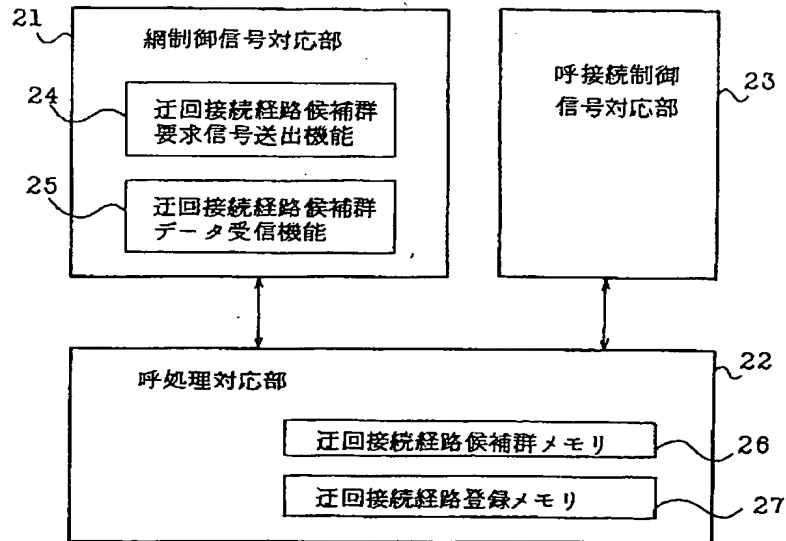 21
網制御信号対応部
24
迂回接続経路候補群
要求信号送出機能
25
迂回接続経路候補群
データ受信機能
呼接続制御
信号対応部
23
22
呼処理対応部
迂回接続経路候補群メモリ
26
迂回接続経路登録メモリ
27